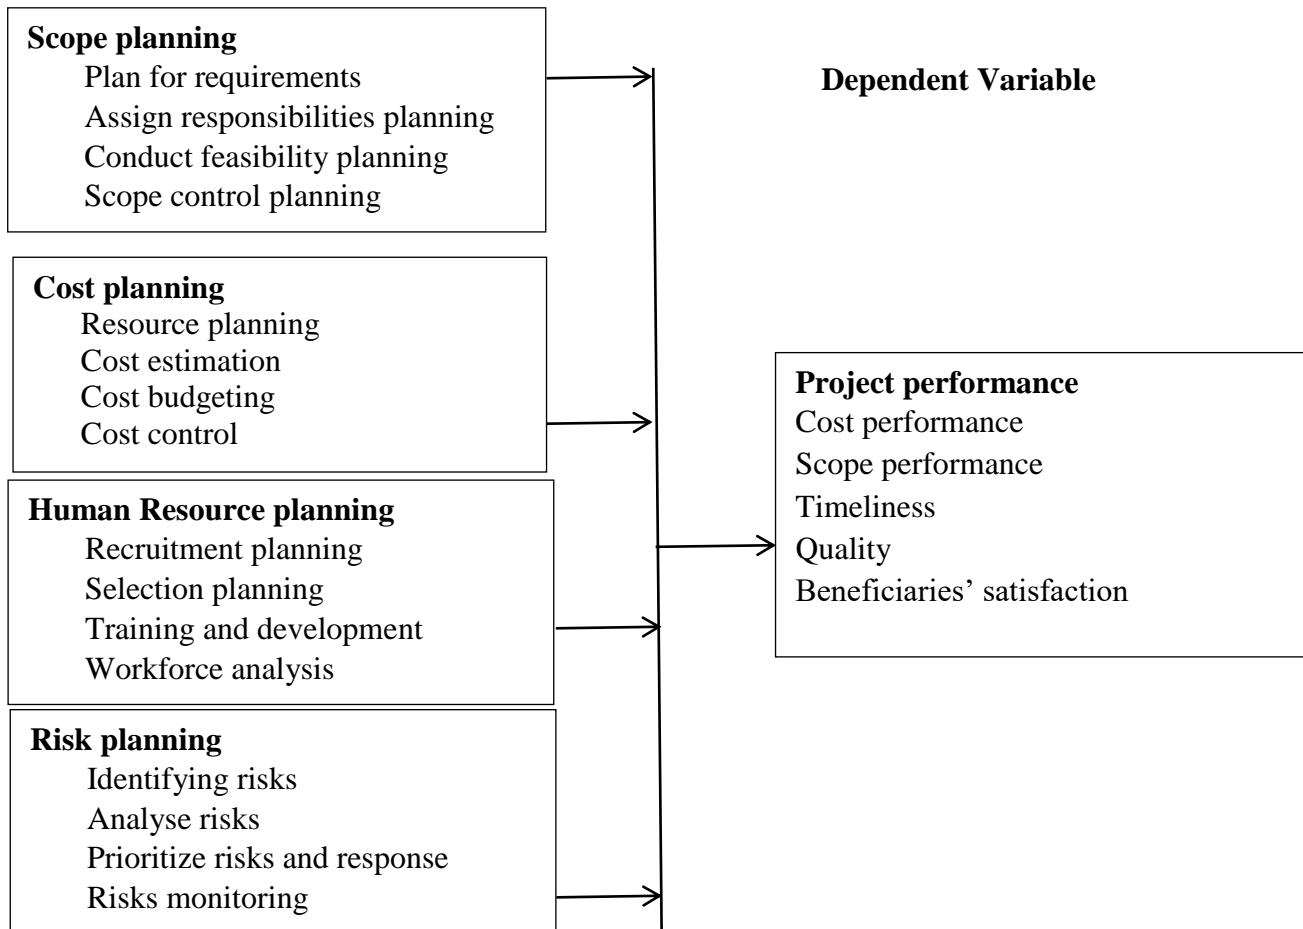 Scope planning
Plan for requirements
Assign responsibilities planning
Conduct feasibility planning
Scope control planning
Dependent Variable
Cost planning
Resource planning
Cost estimation
Cost budgeting
Cost control
Human Resource planning
Recruitment planning
Selection planning
Training and development
Workforce analysis
Risk planning
Identifying risks
Analyse risks
Prioritize risks and response
Risks monitoring
Project performance
Cost performance
Scope performance
Timeliness
Quality
Beneficiaries’ satisfaction